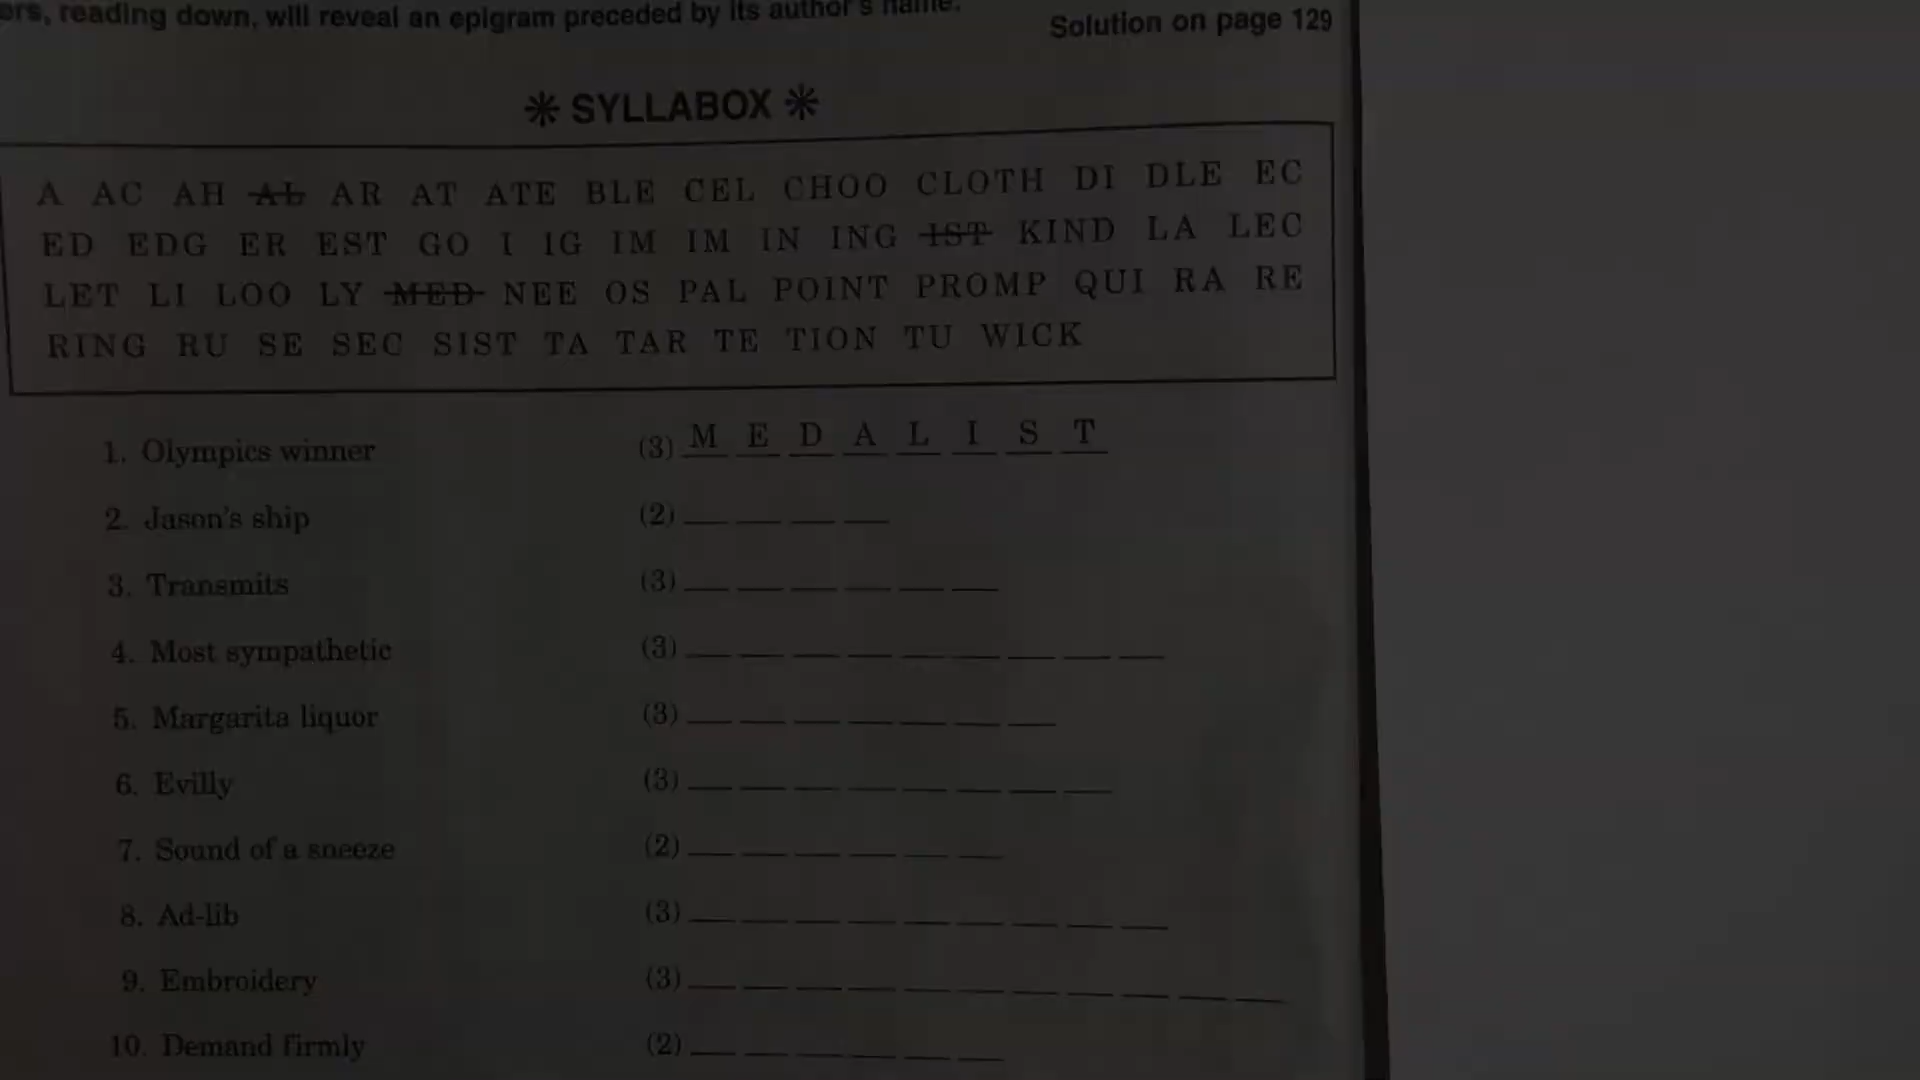 ers, reading down, will reveal an epigram preceded by its author's name.
Solution on page 129
✳ SYLLABOX ✳
A AC AH AL AR AT ATE BLE CEL CHOO CLOTH DI DLE EC
ED EDG ER EST GO I IG IM IM IN ING IST KIND LA LEC
LET LI LOO LY MED NEE OS PAL POINT PROMP QUI RA RE
RING RU SE SEC SIST TA TAR TE TION TU WICK
1. Olympics winner (3) M E D A L I S T
2. Jason's ship (2)
3. Transmits (3)
4. Most sympathetic (3)
5. Margarita liquor (3)
6. Evilly (3)
7. Sound of a sneeze (2)
8. Ad-lib (3)
9. Embroidery (3)
10. Demand firmly (2)